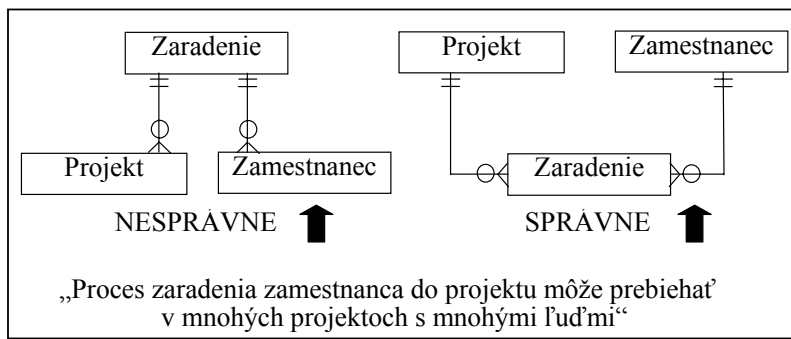 Zaradenie
Projekt
Zamestnanec
NESPRÁVNE
Projekt
Zamestnanec
Zaradenie
SPRÁVNE
„Proces zaradenia zamestnanca do projektu môže prebiehať
v mnohých projektoch s mnohými ľuďmi“